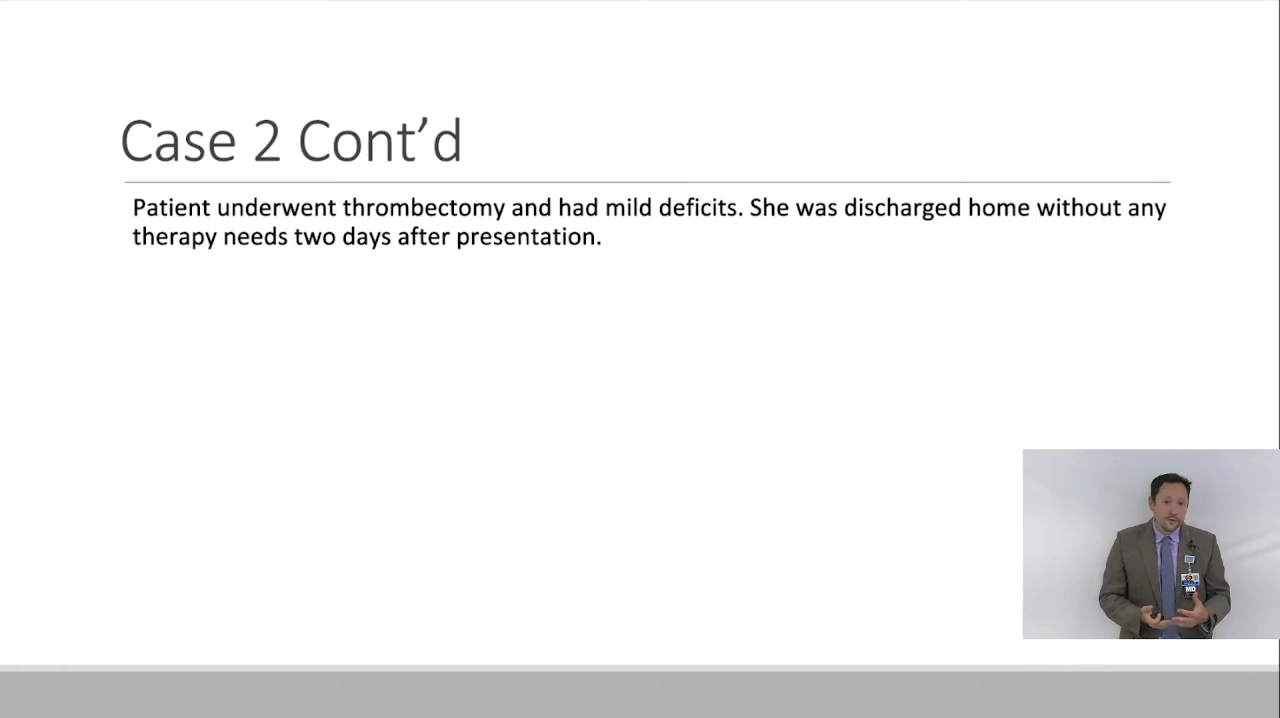 Case 2 Cont’d
Patient underwent thrombectomy and had mild deficits. She was discharged home without any
therapy needs two days after presentation.
MD